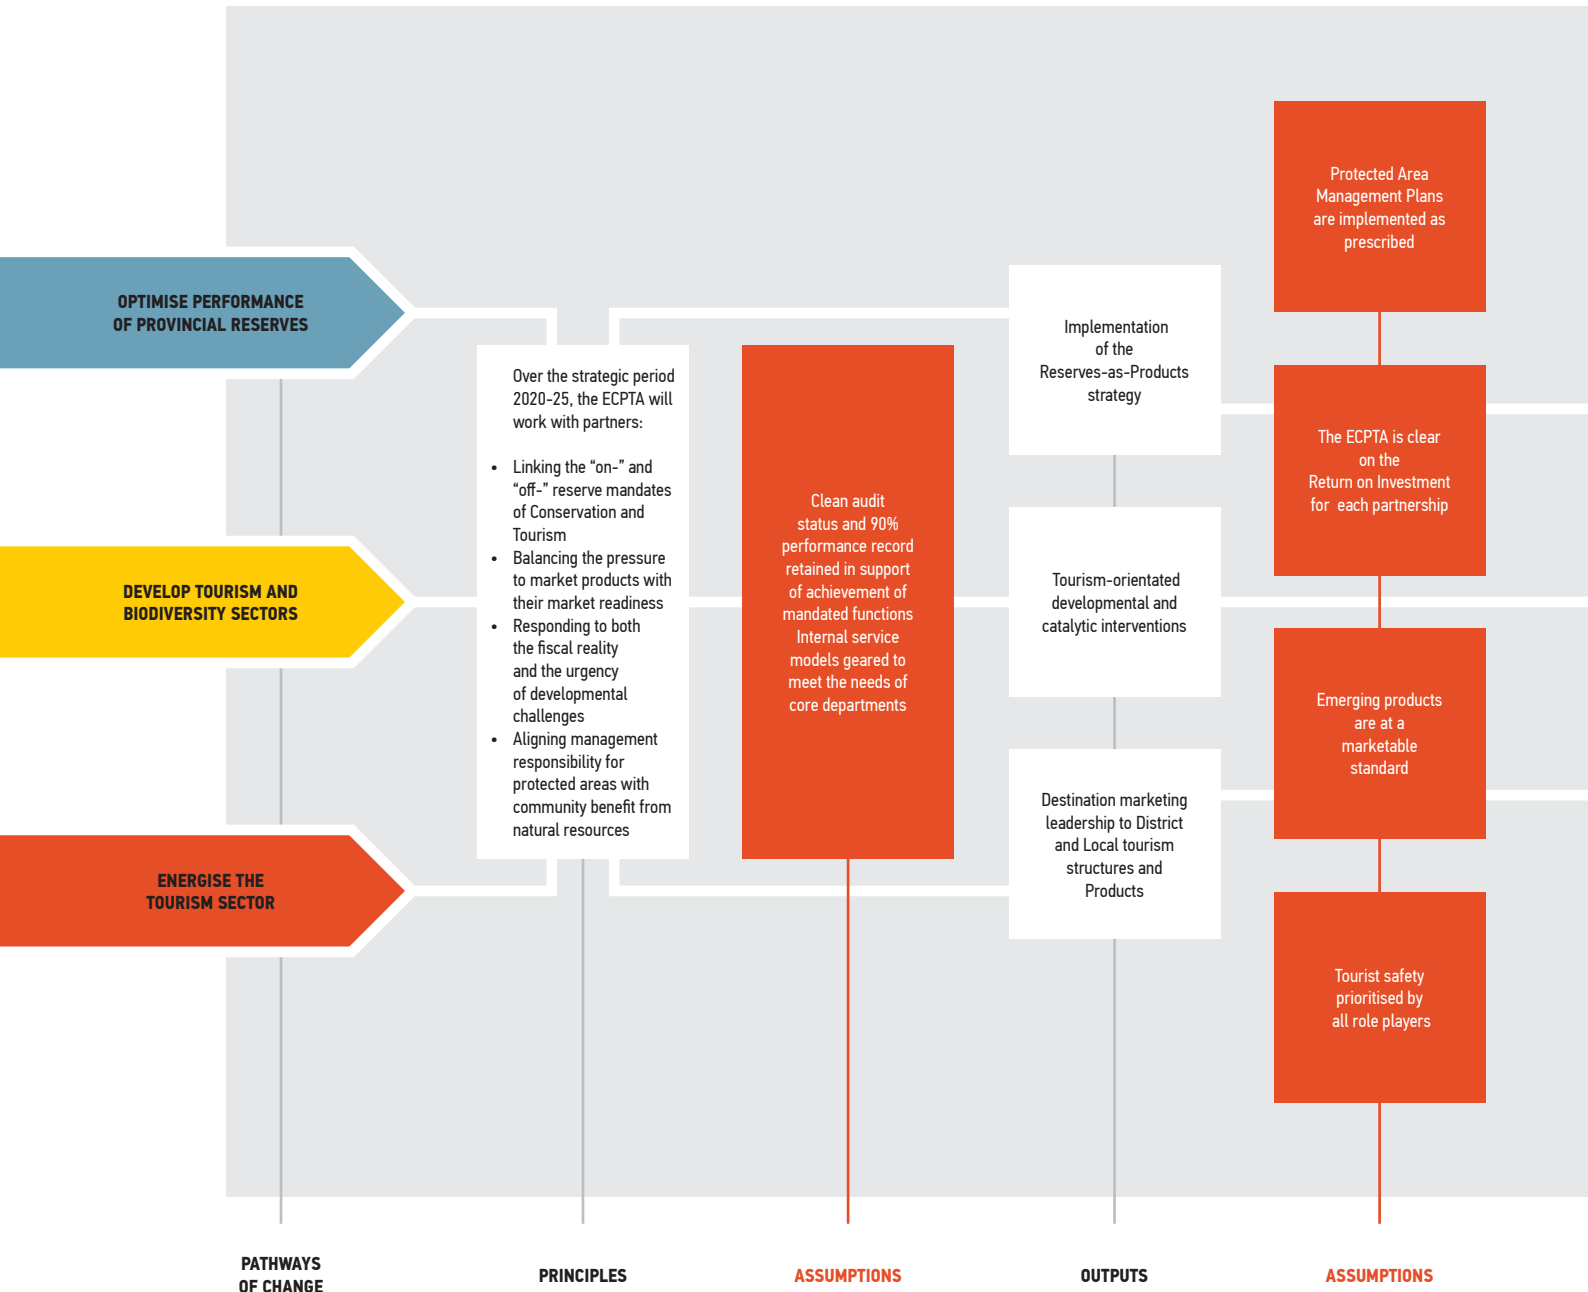 OPTIMISE PERFORMANCE
OF PROVINCIAL RESERVES
DEVELOP TOURISM AND
BIODIVERSITY SECTORS
ENERGISE THE
TOURISM SECTOR
Over the strategic period
2020-25, the ECPTA will
work with partners:
• Linking the “on-” and
“off-” reserve mandates
of Conservation and
Tourism
• Balancing the pressure
to market products with
their market readiness
• Responding to both
the fiscal reality
and the urgency
of developmental
challenges
• Aligning management
responsibility for
protected areas with
community benefit from
natural resources
Clean audit
status and 90%
performance record
retained in support
of achievement of
mandated functions
Internal service
models geared to
meet the needs of
core departments
Implementation
of the
Reserves-as-Products
strategy
Tourism-orientated
developmental and
catalytic interventions
Destination marketing
leadership to District
and Local tourism
structures and
Products
Protected Area
Management Plans
are implemented as
prescribed
The ECPTA is clear
on the
Return on Investment
for each partnership
Emerging products
are at a
marketable
standard
Tourist safety
prioritised by
all role players
PATHWAYS
OF CHANGE
PRINCIPLES
ASSUMPTIONS
OUTPUTS
ASSUMPTIONS